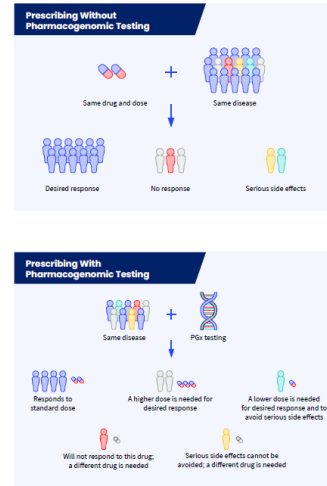 Prescribing Without
Pharmacogenomic Testing
Same drug and dose
Same disease
Desired response
No response
Serious side effects
Prescribing With
Pharmacogenomic Testing
Same disease
PGx testing
Responds to
standard dose
A higher dose is needed for
desired response
A lower dose is needed
for desired response and to
avoid serious side effects
Will not respond to this drug;
a different drug is needed
Serious side effects cannot be
avoided; a different drug is needed